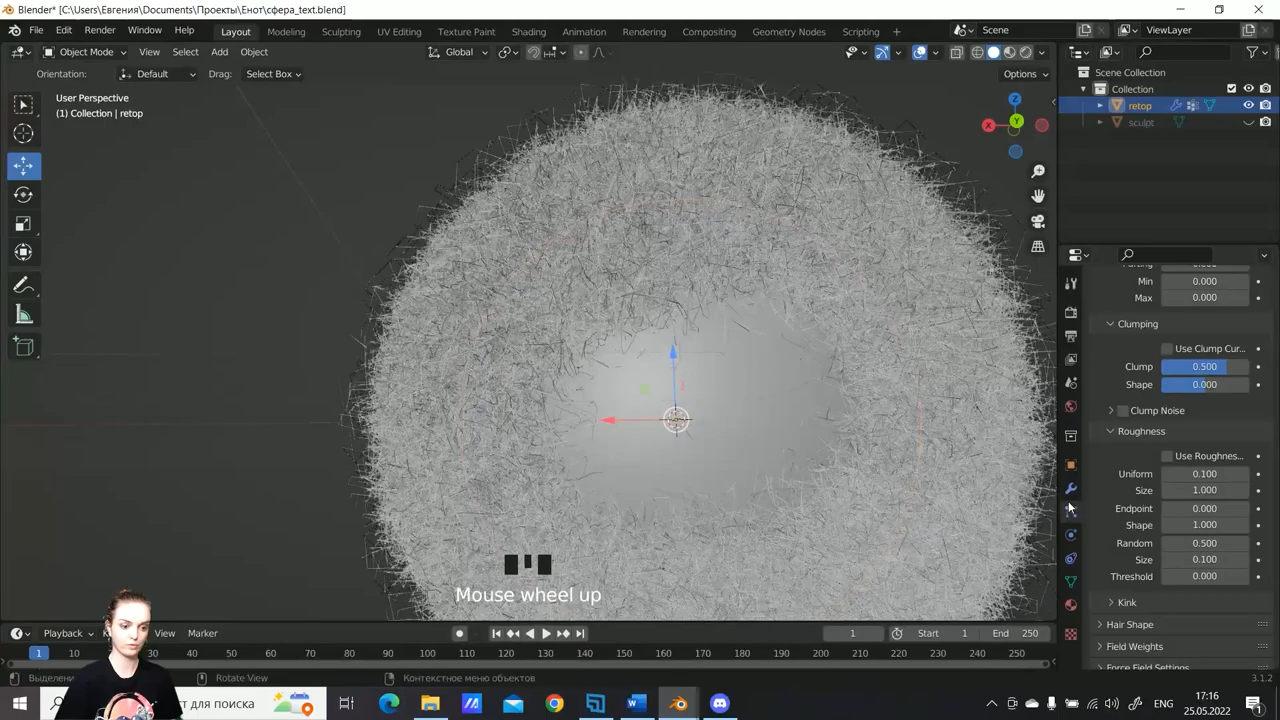 Blender* [C:\Users\Евгения\Documents\Проекты\Енот\сфера_text.blend]
File Edit Render Window Help Layout Modeling Sculpting UV Editing Texture Paint Shading Animation Rendering Compositing Geometry Nodes Scripting Scene ViewLayer
Object Mode View Select Add Object Global
Orientation: Default Drag: Select Box Options
Scene Collection
Collection
retop
sculpt
User Perspective
(1) Collection | retop
Z
X
Y
Min 0.000
Max 0.000
Clumping
Use Clump Cur...
Clump 0.500
Shape 0.000
Clump Noise
Roughness
Use Roughness...
Uniform 0.100
Size 1.000
Endpoint 0.000
Shape 1.000
Random 0.500
Size 0.100
Threshold 0.000
Kink
Hair Shape
Field Weights
Force Field Settings
Mouse wheel up
Playback View Marker 1 Start 1 End 250
1 10 30 40 50 60 70 80 90 100 110 120 130 140 150 160 170 180 190 200 210 220 230 240 250
Select Rotate View Контекстное меню объектов 3.1.2
т для поиска
ENG
17:16
25.05.2022